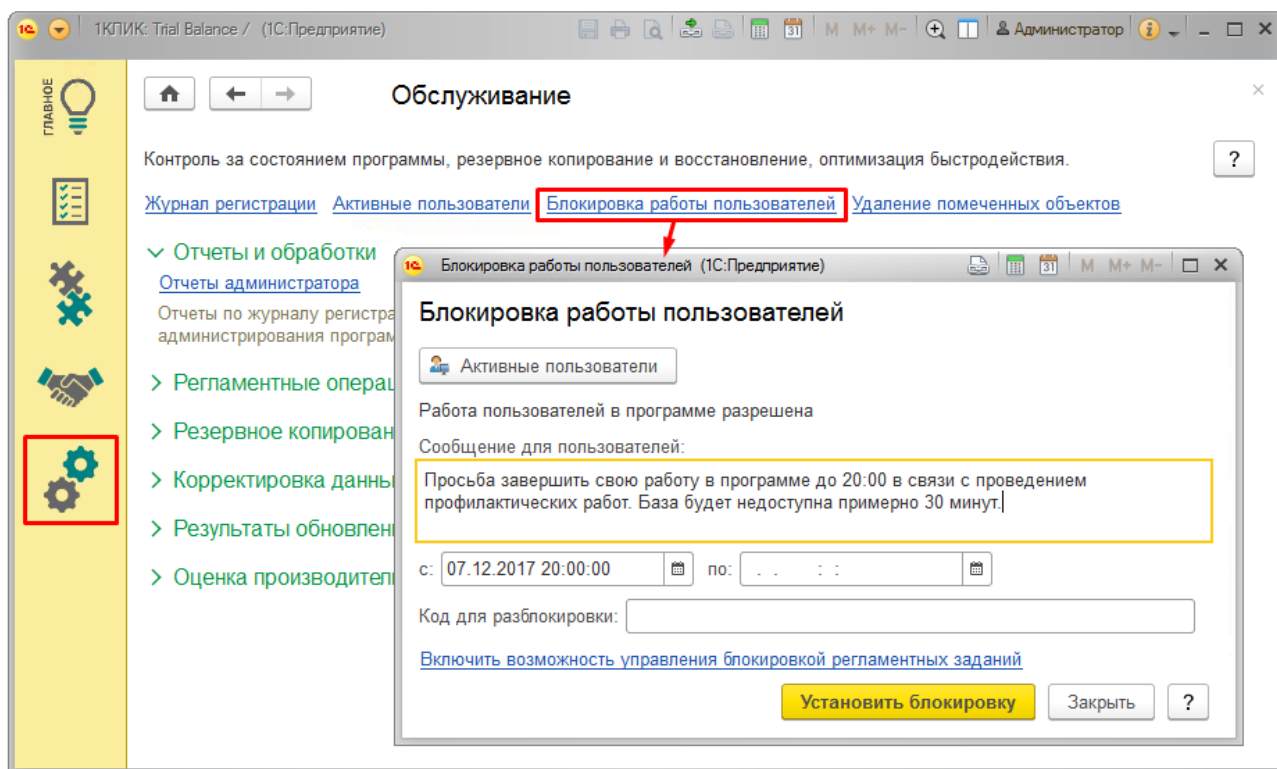 1КЛИК: Trial Balance / (1С:Предприятие)
31
M M+ M-
Администратор
ГЛАВНОЕ
Обслуживание
Контроль за состоянием программы, резервное копирование и восстановление, оптимизация быстродействия.
?
Журнал регистрации Активные пользователи Блокировка работы пользователей Удаление помеченных объектов
Отчеты и обработки
Отчеты администратора
Отчеты по журналу регистра
администрирования програм
Регламентные операц
Резервное копирован
Корректировка данны
Результаты обновлен
Оценка производител
Блокировка работы пользователей (1С:Предприятие)
31
M M+ M-
Блокировка работы пользователей
Активные пользователи
Работа пользователей в программе разрешена
Сообщение для пользователей:
Просьба завершить свою работу в программе до 20:00 в связи с проведением
профилактических работ. База будет недоступна примерно 30 минут.
с: 07.12.2017 20:00:00 по: . . : :
Код для разблокировки:
Включить возможность управления блокировкой регламентных заданий
Установить блокировку Закрыть ?